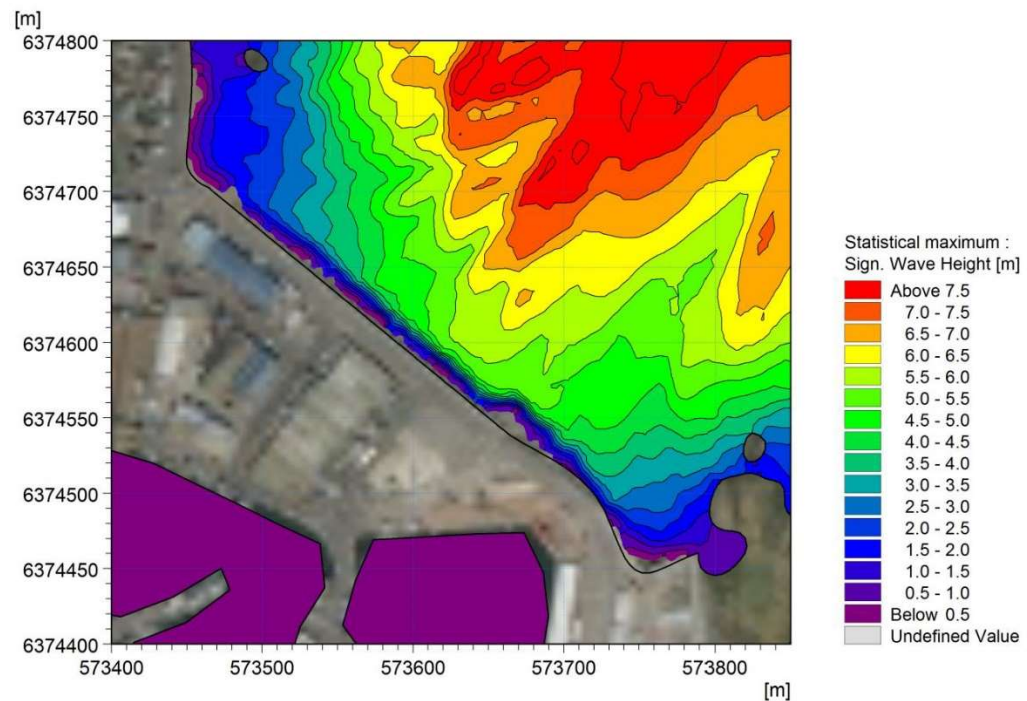 [m]
6374800
6374750
6374700
6374650
6374600
6374550
6374500
6374450
6374400
573400
573500
573600
573700
573800
[m]
Statistical maximum :
Sign. Wave Height [m]
Above 7.5
7.0 - 7.5
6.5 - 7.0
6.0 - 6.5
5.5 - 6.0
5.0 - 5.5
4.5 - 5.0
4.0 - 4.5
3.5 - 4.0
3.0 - 3.5
2.5 - 3.0
2.0 - 2.5
1.5 - 2.0
1.0 - 1.5
0.5 - 1.0
Below 0.5
Undefined Value